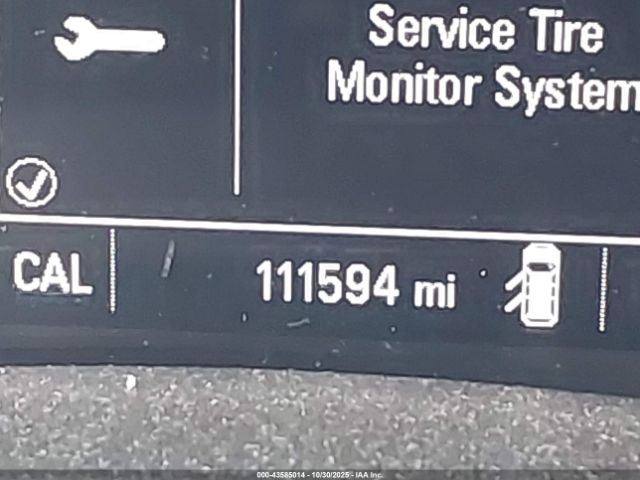 Service Tire
Monitor System
CAL
111594 mi
000-43585014 - 10/30/2025 - IAA Inc.